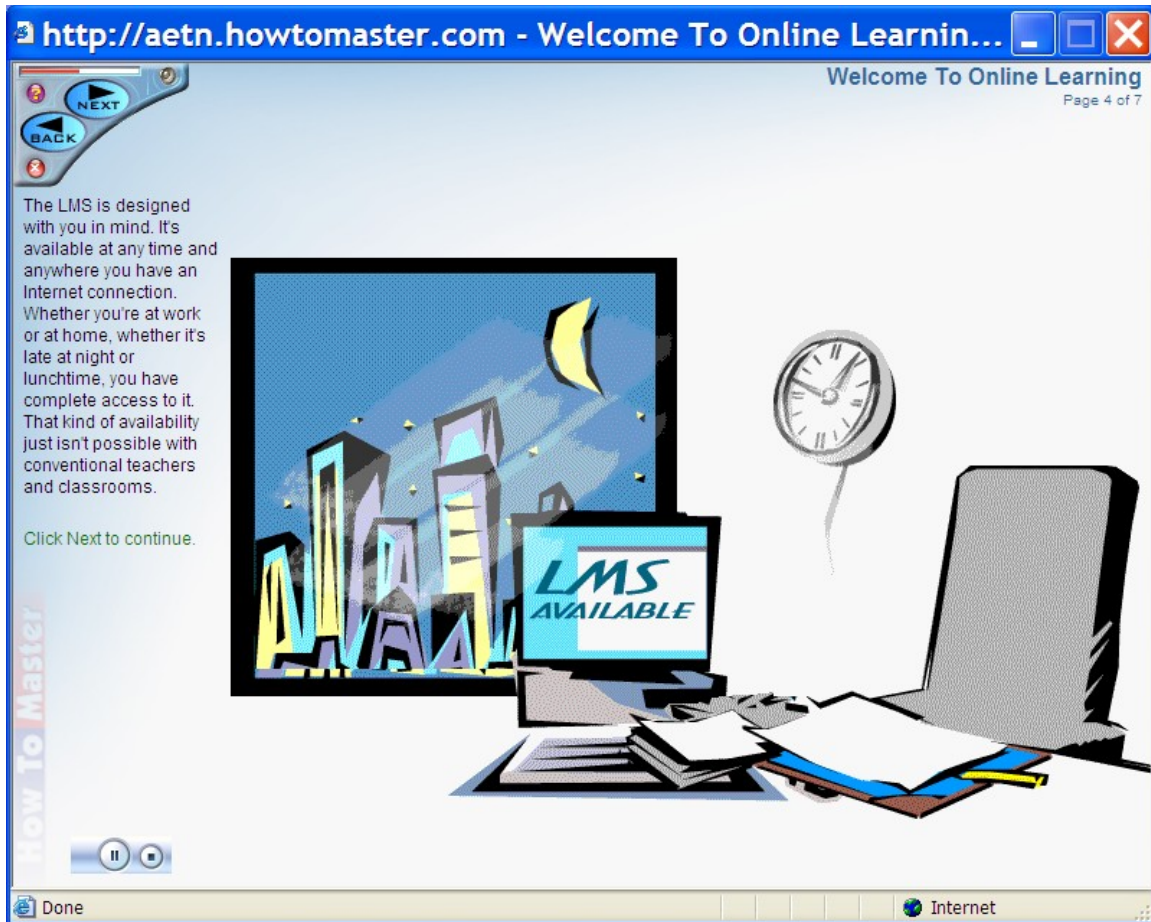 http://aetn.howtomaster.com - Welcome To Online Learnin...
Welcome To Online Learning
Page 4 of 7
NEXT
BACK
The LMS is designed
with you in mind. It's
available at any time and
anywhere you have an
Internet connection.
Whether you're at work
or at home, whether it's
late at night or
lunchtime, you have
complete access to it.
That kind of availability
just isn't possible with
conventional teachers
and classrooms.
Click Next to continue.
LMS
AVAILABLE
How To Master
Done
Internet